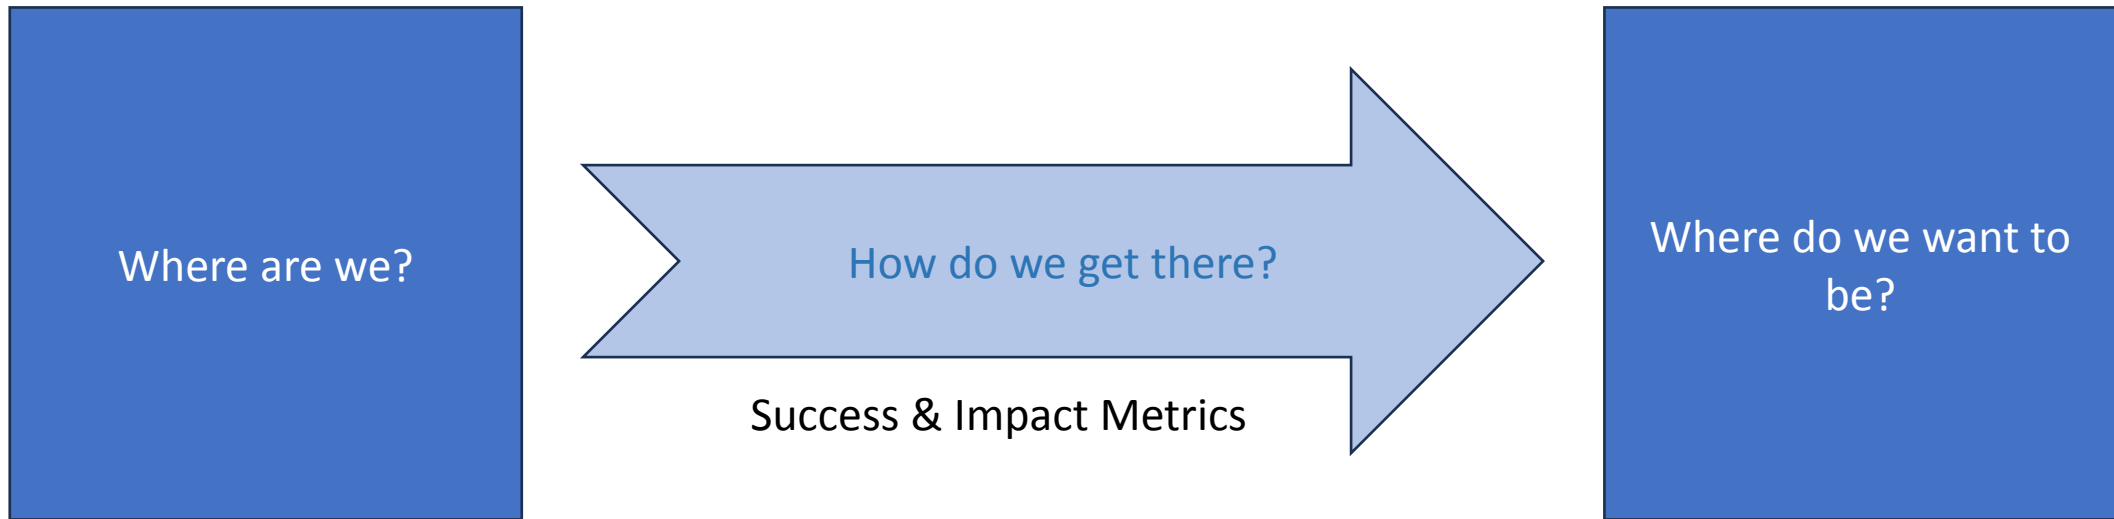 Where are we?
How do we get there?
Success & Impact Metrics
Where do we want to
be?